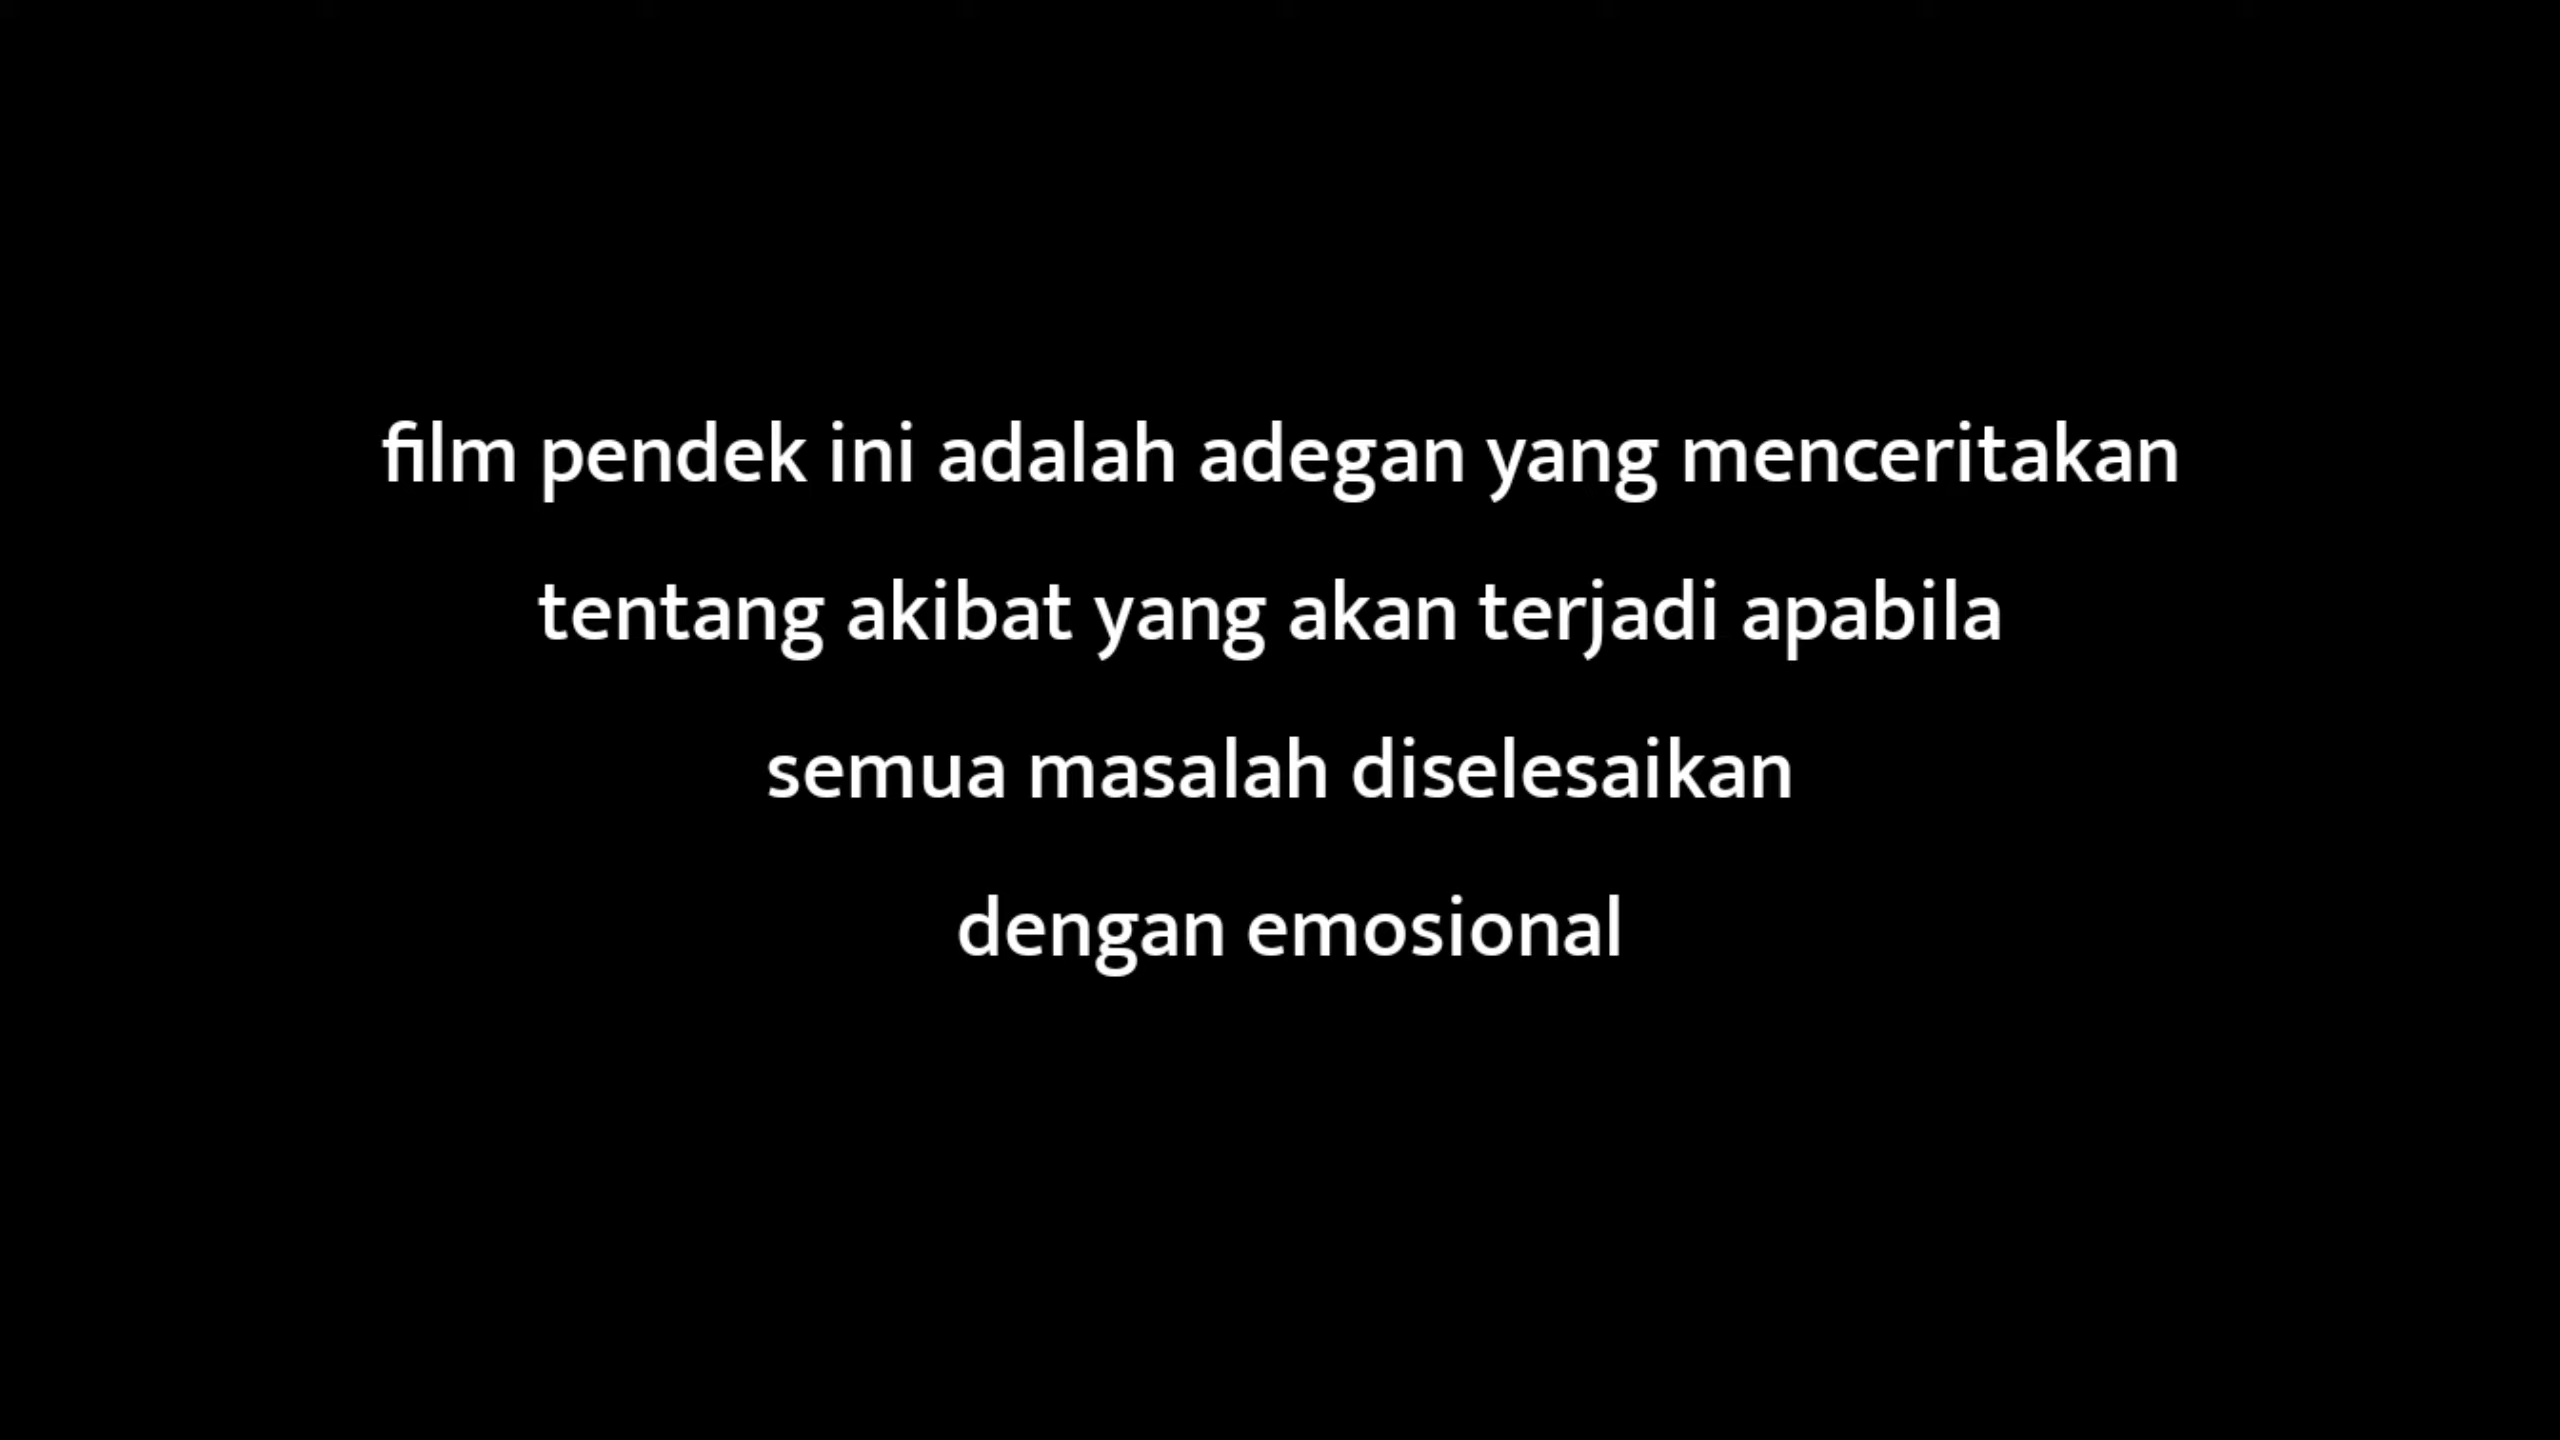 film pendek ini adalah adegan yang menceritakan
tentang akibat yang akan terjadi apabila
semua masalah diselesaikan
dengan emosional